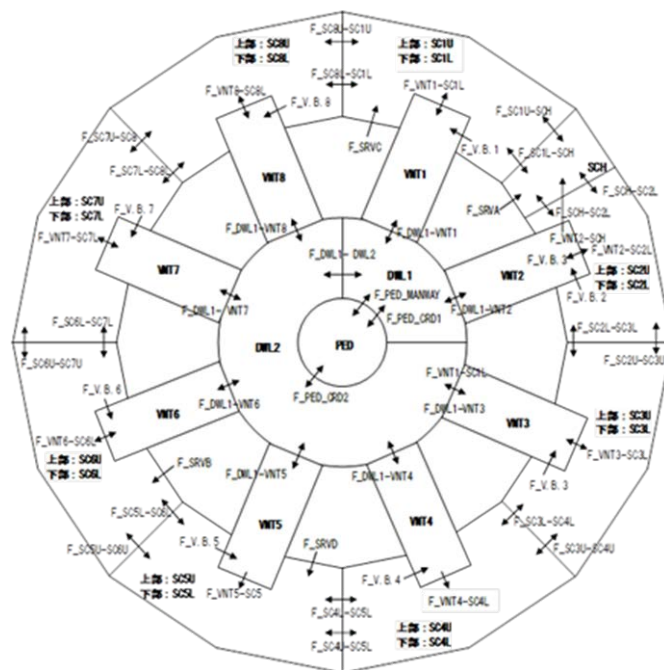 F_SC8U-SC1U
上部：SC8U
下部：SC8L
上部：SC1U
下部：SC1L
F_SC8L-SC1L
F_VNT8-SC8L
F_VNT1-SC1L
F_V.B.8
F_SC1U-SCH
F_SC7U-SC8
F_SRVC
F_V.B.1
F_SC1L-SCH
F_SC7L-SC8L
VNT8
VNT1
SCH
F_SCH-SC2L
上部：SC7U
下部：SC7L
F_SRVA
F_SCH-SC2L
F_V.B.7
F_VNT2-SCH
F_VNT7-SC7L
F_DWL1-VNT8
F_DWL1-VNT1
F_VNT2-SC2L
F_DWL1- DWL2
F_V.B.3
上部：SC2U
下部：SC2L
VNT7
DWL1
VNT2
F_V.B.2
F_PED_MANWAY
F_DWL1- VNT7
F_DWL1-VNT2
F_PED_CRD1
F_SC6L-SC7L
F_SC2L-SC3L
DWL2
PED
F_SC6U-SC7U
F_SC2U-SC3U
F_V.B.6
F_PED_CRD2
F_DWL1-VNT6
F_DWL1-VNT3
VNT6
上部：SC3U
下部：SC3L
VNT3
F_VNT6-SC6L
F_VNT3-SC3L
上部：SC6U
下部：SC6L
F_SRVB
F_DWL1-VNT5
F_DWL1-VNT4
F_V.B.3
F_SC5L-SC6L
F_SC3L-SC4L
VNT5
VNT4
F_SC5U-SC6U
F_V.B.5
F_SC3U-SC4U
F_SRVD
F_V.B.4
上部：SC5U
下部：SC5L
F_VNT5-SC5
F_VNT4-SC4L
F_SC4L-SC5L
上部：SC4U
下部：SC4L
F_SC4U-SC5L